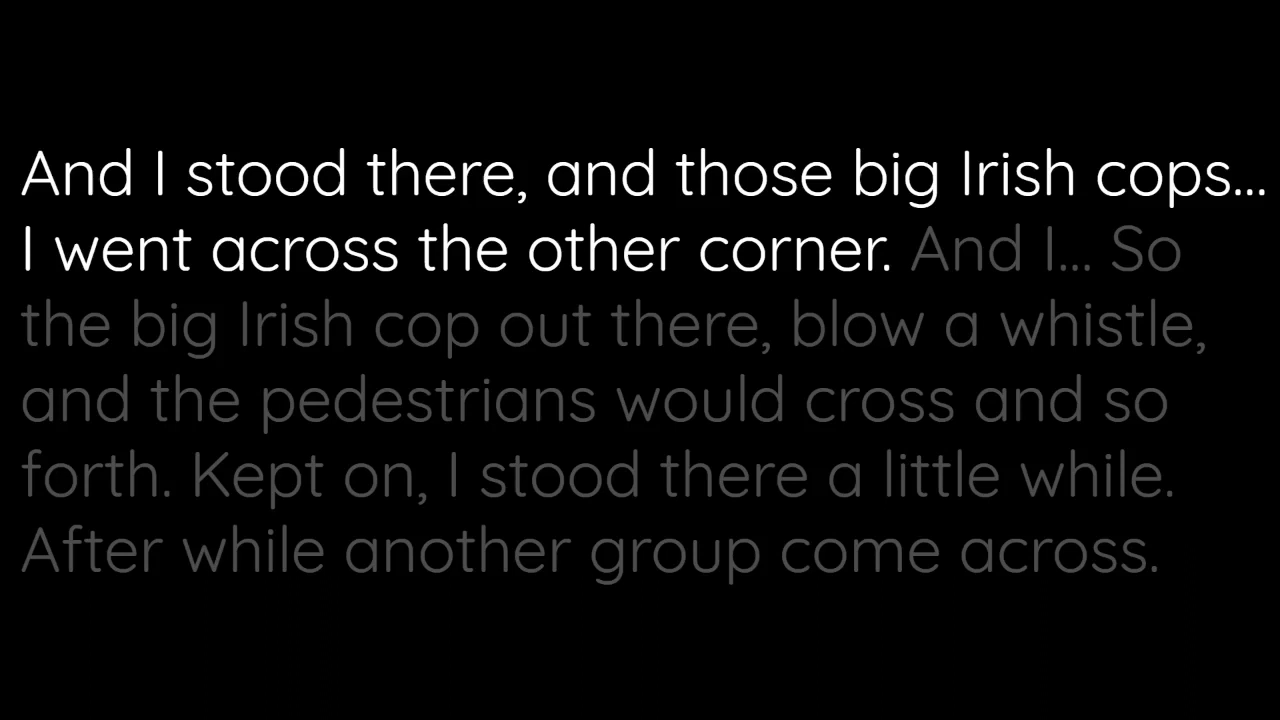 And I stood there, and those big Irish cops...
I went across the other corner. And I... So
the big Irish cop out there, blow a whistle,
and the pedestrians would cross and so
forth. Kept on, I stood there a little while.
After while another group come across.